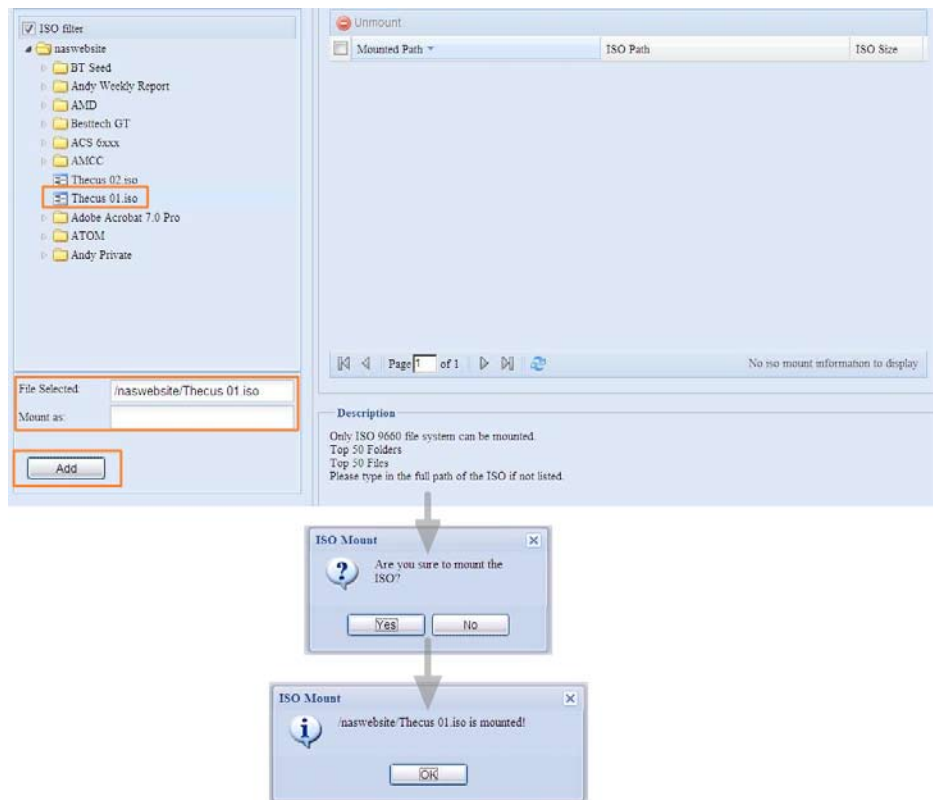 ISO filter
naswebsite
BT Seed
Andy Weekly Report
AMD
Besttech GT
ACS 6xxx
AMCC
Thecus 02.iso
Thecus 01.iso
Adobe Acrobat 7.0 Pro
ATOM
Andy Private
File Selected: /naswebsite/Thecus 01.iso
Mount as:
Add
Unmount
Mounted Path ISO Path ISO Size
Page 1 of 1 No iso mount information to display
Description
Only ISO 9660 file system can be mounted.
Top 50 Folders
Top 50 Files
Please type in the full path of the ISO if not listed.
ISO Mount
Are you sure to mount the
ISO?
Yes No
ISO Mount
/naswebsite/Thecus 01.iso is mounted!
OK